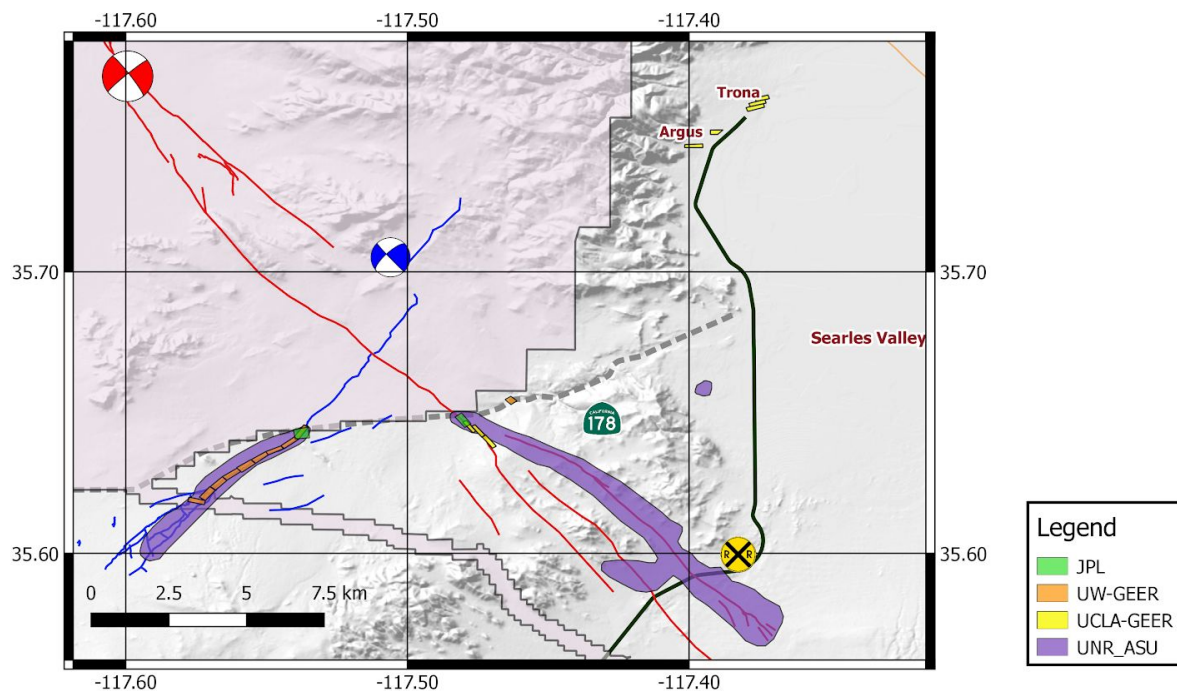 -117.60 -117.50 -117.40
Trona
Argus
35.70 35.70
Searles Valley
CALIFORNIA
178
35.60 R R 35.60
0 2.5 5 7.5 km
-117.60 -117.50 -117.40
Legend
JPL
UW-GEER
UCLA-GEER
UNR_ASU